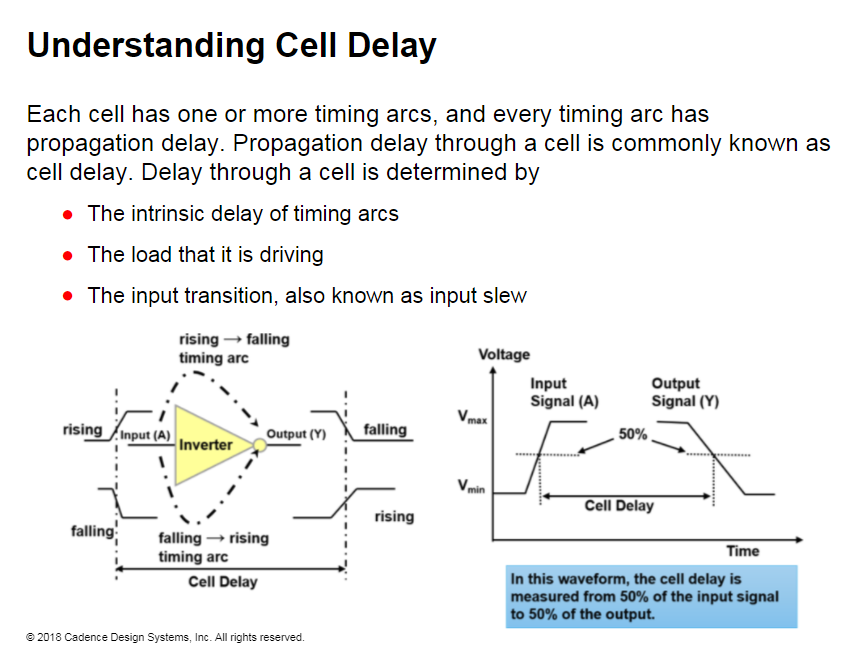 Understanding Cell Delay
Each cell has one or more timing arcs, and every timing arc has
propagation delay. Propagation delay through a cell is commonly known as
cell delay. Delay through a cell is determined by
● The intrinsic delay of timing arcs
● The load that it is driving
● The input transition, also known as input slew
rising → falling
timing arc
rising
Input (A)
Inverter
Output (Y)
falling
falling
falling → rising
timing arc
rising
Cell Delay
Voltage
Input
Signal (A)
Output
Signal (Y)
Vmax
50%
Vmin
Cell Delay
Time
In this waveform, the cell delay is
measured from 50% of the input signal
to 50% of the output.
© 2018 Cadence Design Systems, Inc. All rights reserved.